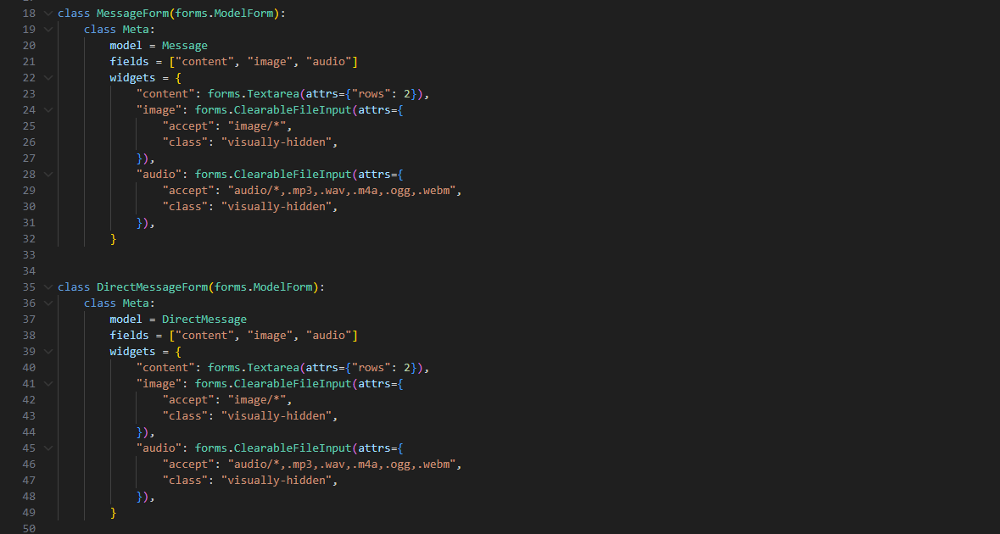 18 class MessageForm(forms.ModelForm):
19     class Meta:
20         model = Message
21         fields = ["content", "image", "audio"]
22         widgets = {
23             "content": forms.Textarea(attrs={"rows": 2}),
24             "image": forms.ClearableFileInput(attrs={
25                 "accept": "image/*",
26                 "class": "visually-hidden",
27             }),
28             "audio": forms.ClearableFileInput(attrs={
29                 "accept": "audio/*,.mp3,.wav,.m4a,.ogg,.webm",
30                 "class": "visually-hidden",
31             }),
32         }
33
34
35 class DirectMessageForm(forms.ModelForm):
36     class Meta:
37         model = DirectMessage
38         fields = ["content", "image", "audio"]
39         widgets = {
40             "content": forms.Textarea(attrs={"rows": 2}),
41             "image": forms.ClearableFileInput(attrs={
42                 "accept": "image/*",
43                 "class": "visually-hidden",
44             }),
45             "audio": forms.ClearableFileInput(attrs={
46                 "accept": "audio/*,.mp3,.wav,.m4a,.ogg,.webm",
47                 "class": "visually-hidden",
48             }),
49         }
50